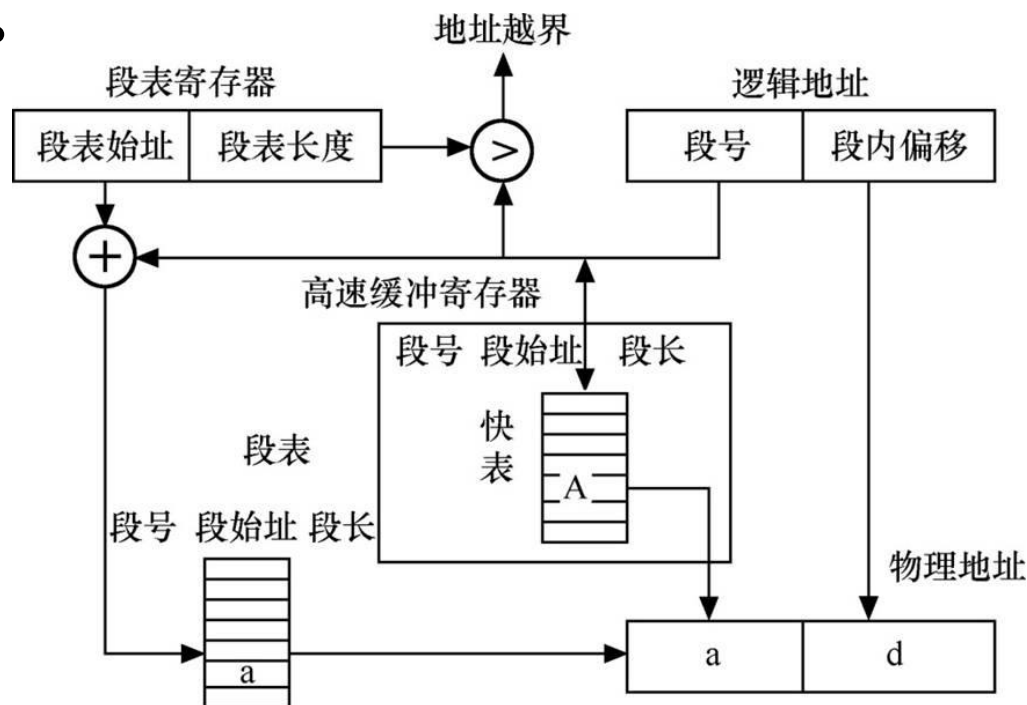 地址越界
段表寄存器
逻辑地址
段表始址 段表长度
>
段号 段内偏移
+
高速缓冲寄存器
段号 段始址 段长
快表
A
段表
段号 段始址 段长
a
物理地址
a d